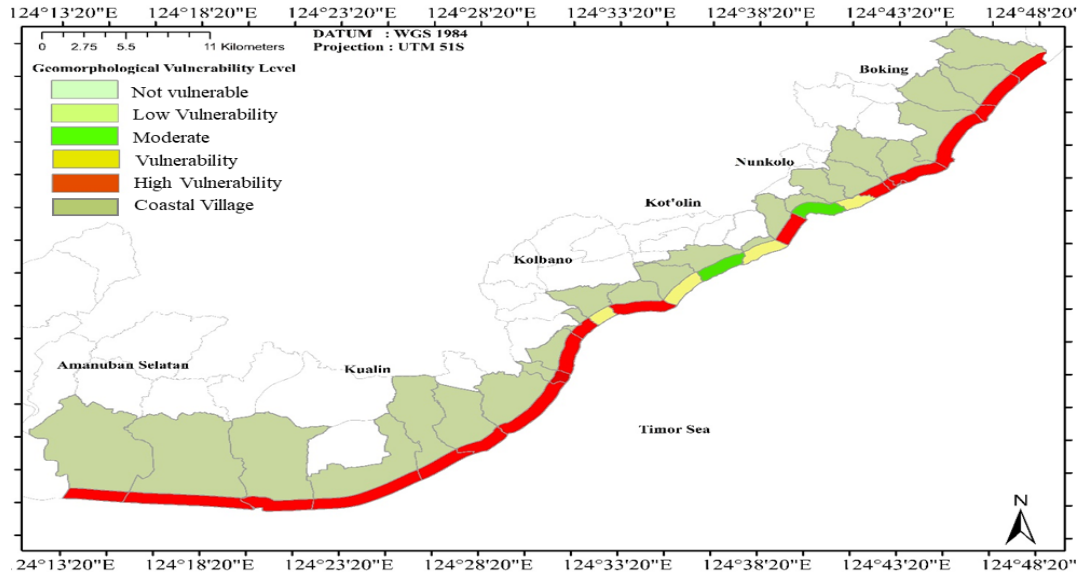 124°13'20"E 124°18'20"E 124°23'20"E 124°28'20"E 124°33'20"E 124°38'20"E 124°43'20"E 124°48'20"E
0 2.75 5.5 11 Kilometers
DATUM : WGS 1984
Projection : UTM 51S
Geomorphological Vulnerability Level
Not vulnerable
Low Vulnerability
Moderate
Vulnerability
High Vulnerability
Coastal Village
Boking
Nunkolo
Kot'olin
Kolbano
Amanuban Selatan
Kualin
Timor Sea
N
124°13'20"E 124°18'20"E 124°23'20"E 124°28'20"E 124°33'20"E 124°38'20"E 124°43'20"E 124°48'20"E